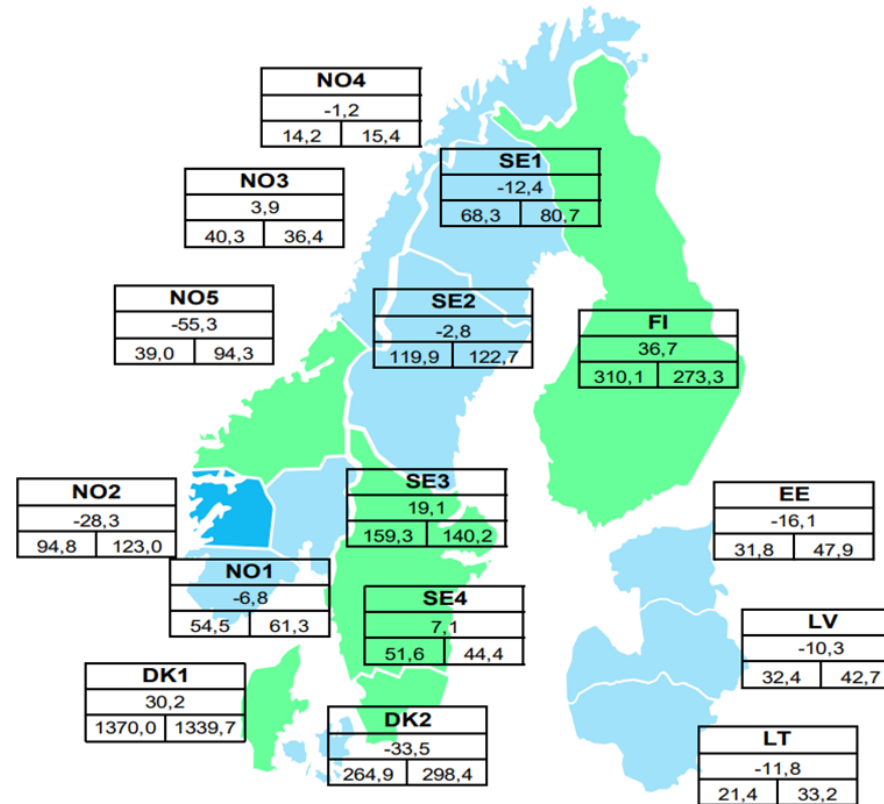 NO4
-1,2
14,2 15,4
SE1
-12,4
68,3 80,7
NO3
3,9
40,3 36,4
NO5
-55,3
39,0 94,3
SE2
-2,8
119,9 122,7
FI
36,7
310,1 273,3
NO2
-28,3
94,8 123,0
SE3
19,1
159,3 140,2
EE
-16,1
31,8 47,9
NO1
-6,8
54,5 61,3
SE4
7,1
51,6 44,4
LV
-10,3
32,4 42,7
DK1
30,2
1370,0 1339,7
DK2
-33,5
264,9 298,4
LT
-11,8
21,4 33,2